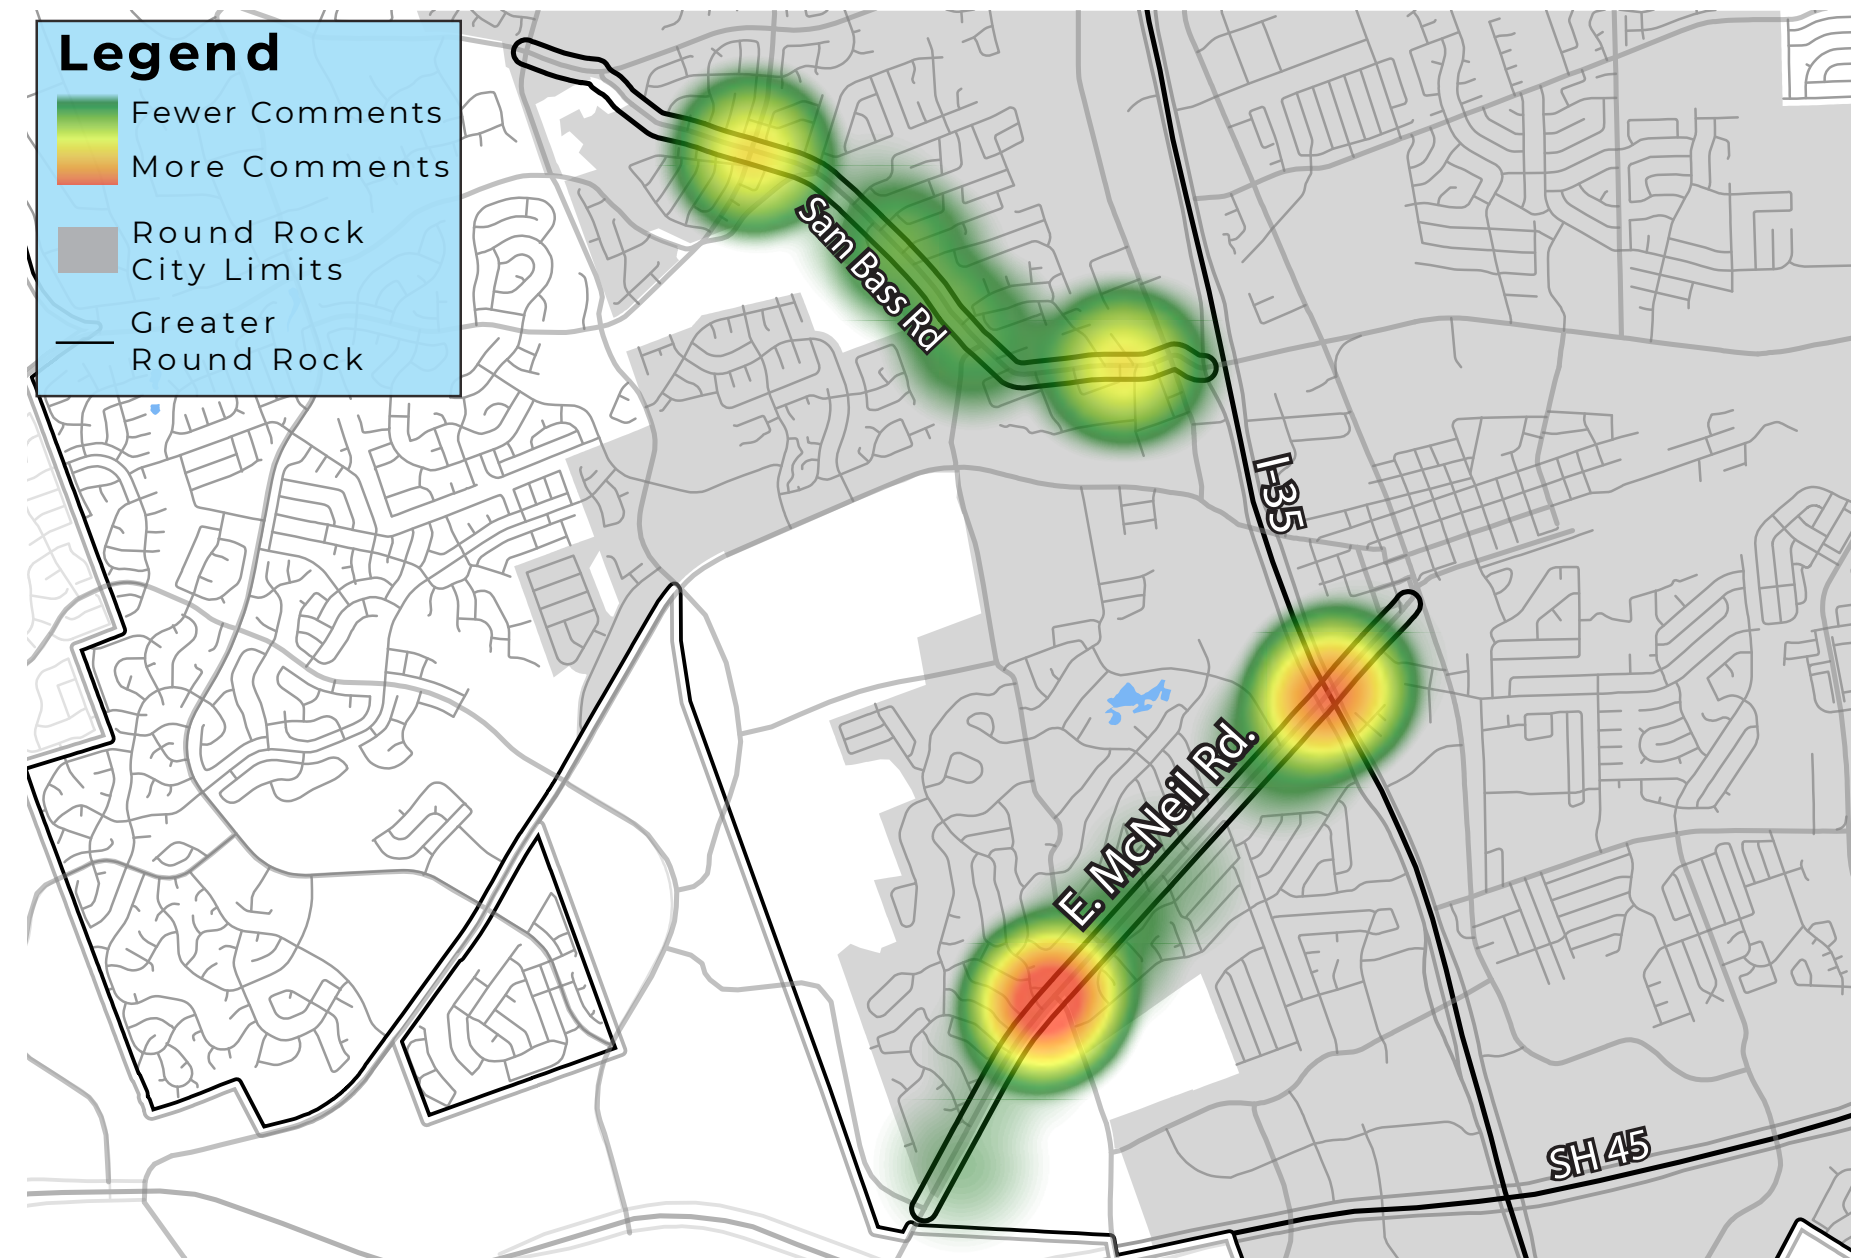 Legend
Fewer Comments
More Comments
Round Rock
City Limits
Greater
Round Rock
Sam Bass Rd
I-35
E. McNeil Rd.
SH 45